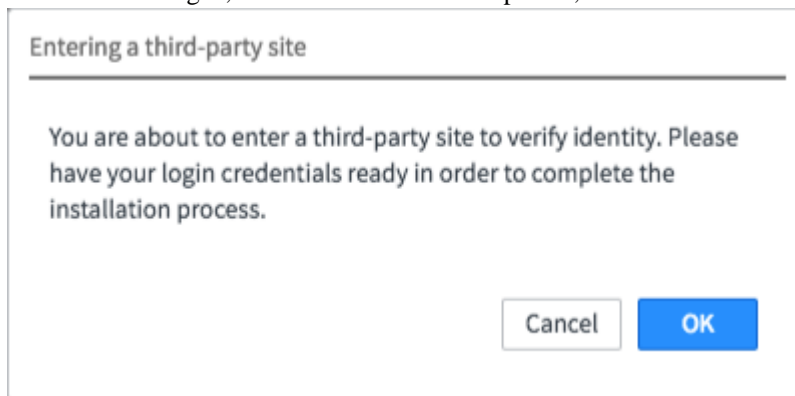 Entering a third-party site
You are about to enter a third-party site to verify identity. Please
have your login credentials ready in order to complete the
installation process.
Cancel OK